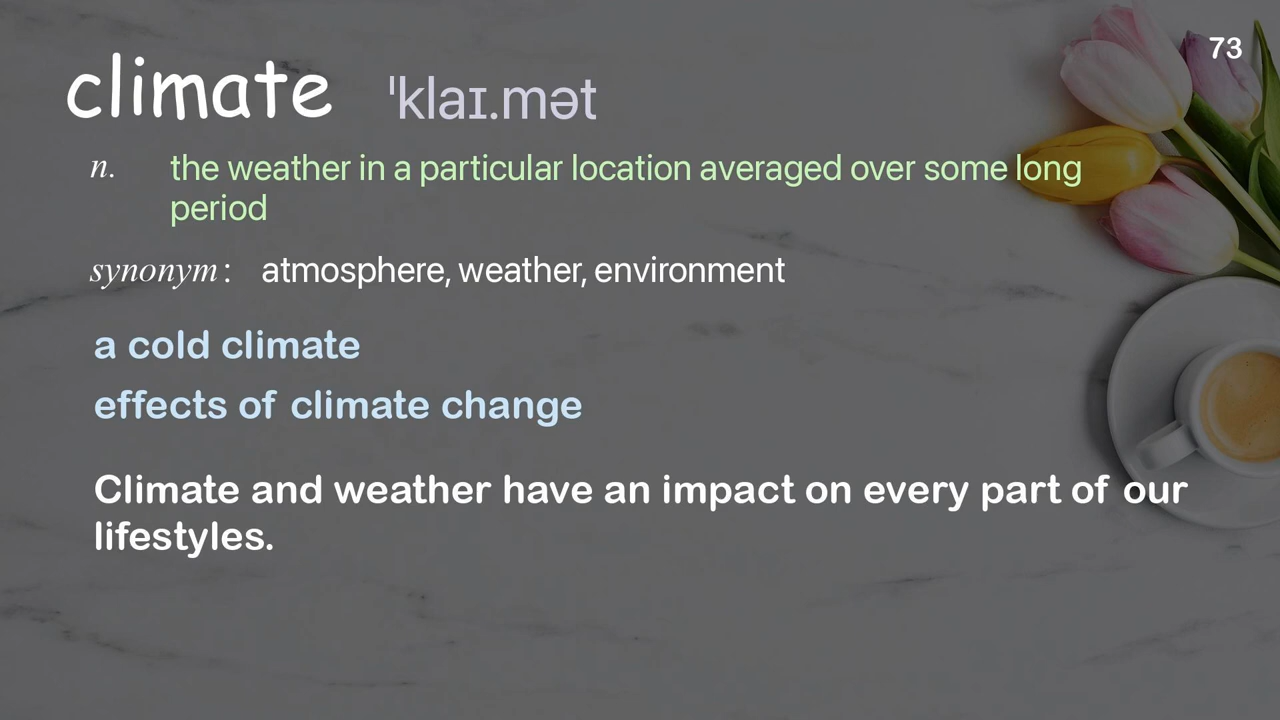 73
climate ˈklaɪ.mət
n. the weather in a particular location averaged over some long
period
synonym: atmosphere, weather, environment
a cold climate
effects of climate change
Climate and weather have an impact on every part of our
lifestyles.